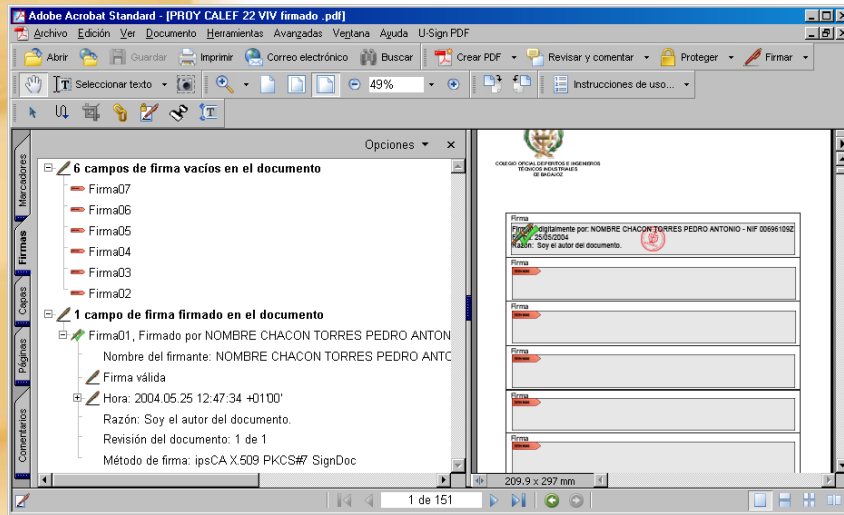 Adobe Acrobat Standard - [PROY CALEF 22 VIV firmado .pdf]
Archivo Edición Ver Documento Herramientas Avanzadas Ventana Ayuda U-Sign PDF
Abrir Guardar Imprimir Correo electrónico Buscar Crear PDF Revisar y comentar Proteger Firmar
Seleccionar texto 49% Instrucciones de uso...
Opciones
Marcadores
Firmas
Capas
Páginas
Comentarios
6 campos de firma vacíos en el documento
Firma07
Firma06
Firma05
Firma04
Firma03
Firma02
1 campo de firma firmado en el documento
Firma01, Firmado por NOMBRE CHACON TORRES PEDRO ANTON
Nombre del firmante: NOMBRE CHACON TORRES PEDRO ANTO
Firma válida
Hora: 2004.05.25 12:47:34 +01'00'
Razón: Soy el autor del documento.
Revisión del documento: 1 de 1
Método de firma: ipsCA X.509 PKCS#7 SignDoc
COLEGIO OFICIAL DE PERITOS E INGENIEROS
TÉCNICOS INDUSTRIALES
DE BADAJOZ
Firma
digitalmente por: NOMBRE CHACON TORRES PEDRO ANTONIO - NIF 00696109Z
25/05/2004
Razón: Soy el autor del documento.
Firma
Firma
Firma
Firma
Firma
209.9 x 297 mm
1 de 151